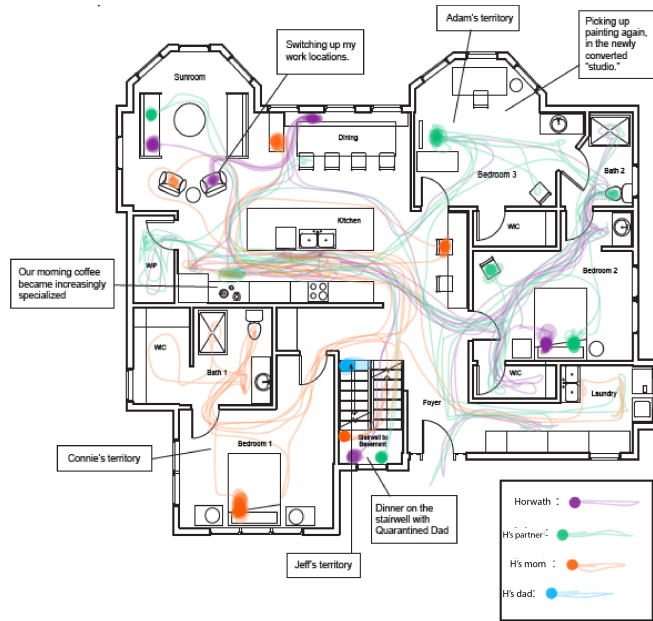 Adam's territory
Picking up
painting again,
in the newly
converted
"studio."
Switching up my
work locations.
Sunroom
Dining
Bedroom 3
Bath 2
WIC
Kitchen
Our morning coffee
became increasingly
specialized
WIP
Bedroom 2
WIC
Bath 1
WIC
Laundry
Foyer
Stairwell to
Basement
Bedroom 1
Connie's territory
Dinner on the
stairwell with
Quarantined Dad
Jeff's territory
Horwath :
H's partner :
H's mom :
H's dad: